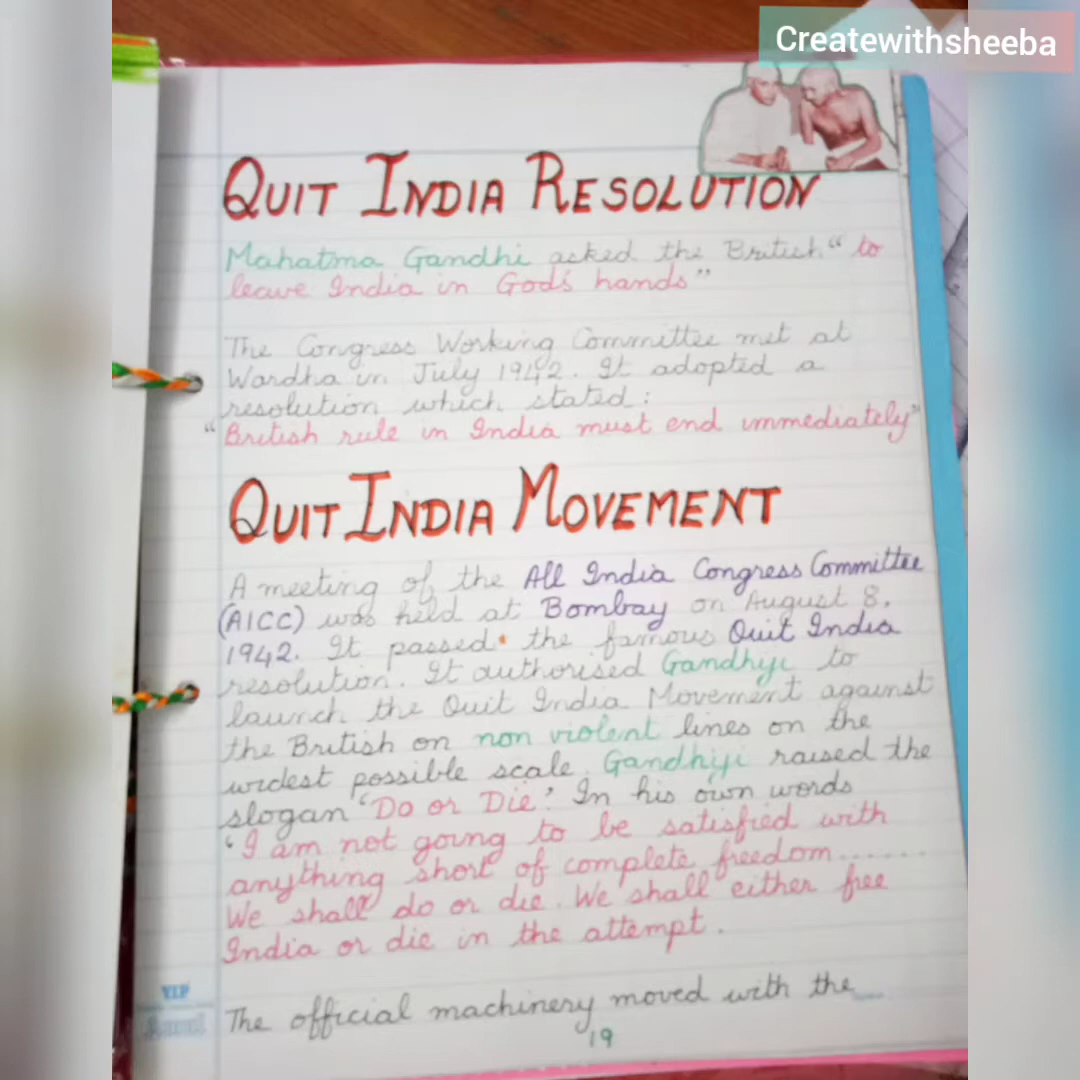 Createwithsheeba
QUIT INDIA RESOLUTION
Mahatma Gandhi asked the British "to
leave India in God's hands"
The Congress Working Committee met at
Wardha in July 1942. It adopted a
resolution which stated:
"British rule in India must end immediately"
QUIT INDIA MOVEMENT
A meeting of the All India Congress Committee
(AICC) was held at Bombay on August 8,
1942. It passed the famous Quit India
resolution. It authorised Gandhiji to
launch the Quit India Movement against
the British on non violent lines on the
widest possible scale. Gandhiji raised the
slogan 'Do or Die'. In his own words
'I am not going to be satisfied with
anything short of complete freedom.......
We shall do or die. We shall either free
India or die in the attempt.
The official machinery moved with the
19
VIP